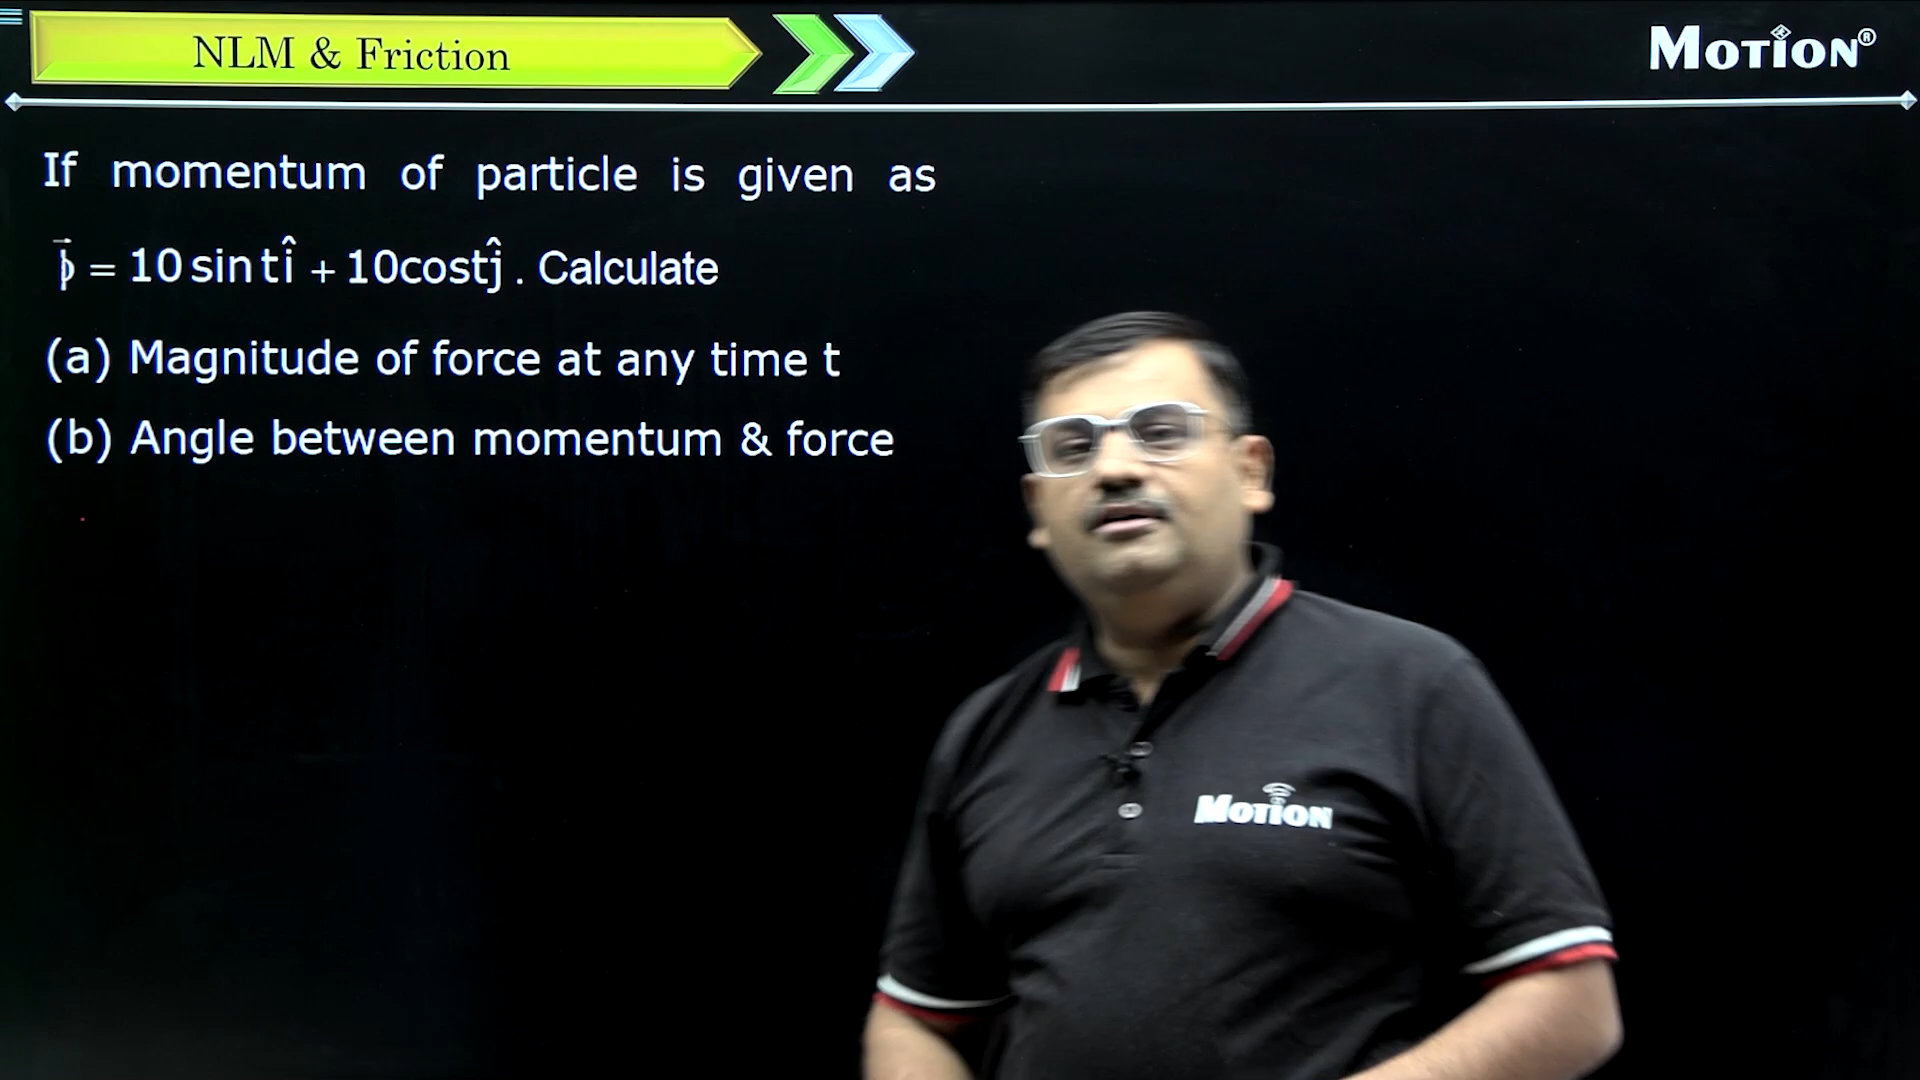 NLM & Friction
MOTION®
If momentum of particle is given as
p⃗ = 10 sin t î + 10cost ĵ . Calculate
(a) Magnitude of force at any time t
(b) Angle between momentum & force
MOTION